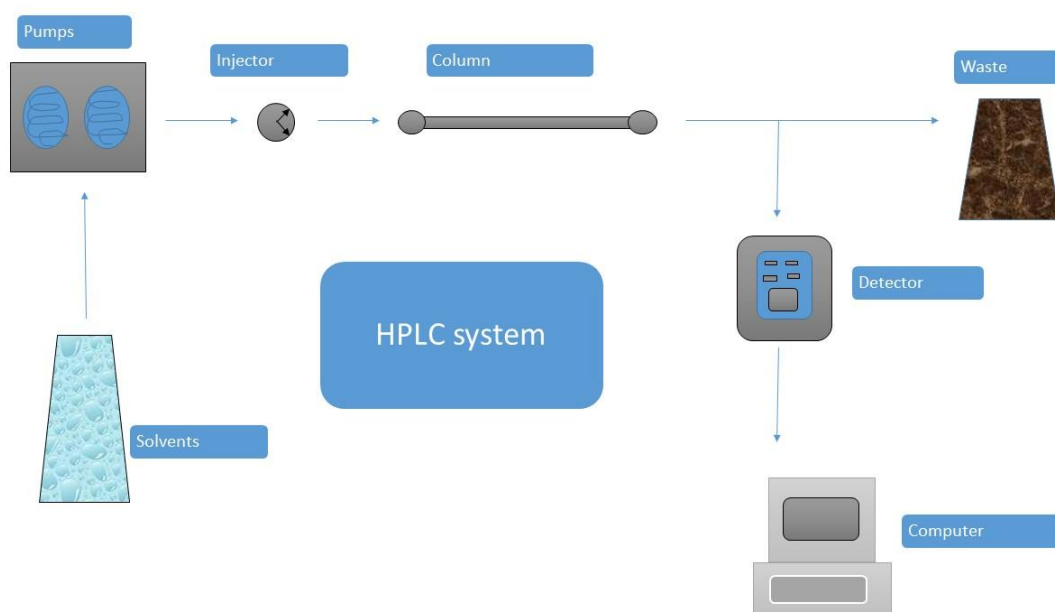 Pumps
Injector
Column
Waste
Detector
HPLC system
Solvents
Computer